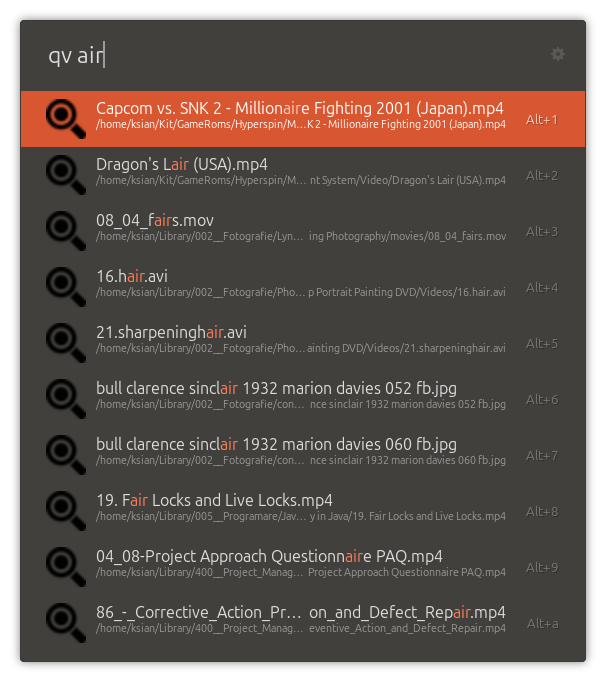 qv air
Capcom vs. SNK 2 - Millionaire Fighting 2001 (Japan).mp4
/home/ksian/Kit/GameRoms/Hyperspin/M…K 2 - Millionaire Fighting 2001 (Japan).mp4
Alt+1
Dragon's Lair (USA).mp4
/home/ksian/Kit/GameRoms/Hyperspin/M… nt System/Video/Dragon's Lair (USA).mp4
Alt+2
08_04_fairs.mov
/home/ksian/Library/002__Fotografie/Lyn… ing Photography/movies/08_04_fairs.mov
Alt+3
16.hair.avi
/home/ksian/Library/002__Fotografie/Pho…p Portrait Painting DVD/Videos/16.hair.avi
Alt+4
21.sharpeninghair.avi
/home/ksian/Library/002__Fotografie/Pho…ainting DVD/Videos/21.sharpeninghair.avi
Alt+5
bull clarence sinclair 1932 marion davies 052 fb.jpg
/home/ksian/Library/002__Fotografie/con… nce sinclair 1932 marion davies 052 fb.jpg
Alt+6
bull clarence sinclair 1932 marion davies 060 fb.jpg
/home/ksian/Library/002__Fotografie/con… nce sinclair 1932 marion davies 060 fb.jpg
Alt+7
19. Fair Locks and Live Locks.mp4
/home/ksian/Library/005__Programare/Jav… y in Java/19. Fair Locks and Live Locks.mp4
Alt+8
04_08-Project Approach Questionnaire PAQ.mp4
/home/ksian/Library/400__Project_Manag… Project Approach Questionnaire PAQ.mp4
Alt+9
86_-_Corrective_Action_Pr… on_and_Defect_Repair.mp4
/home/ksian/Library/400__Project_Manag… eventive_Action_and_Defect_Repair.mp4
Alt+a